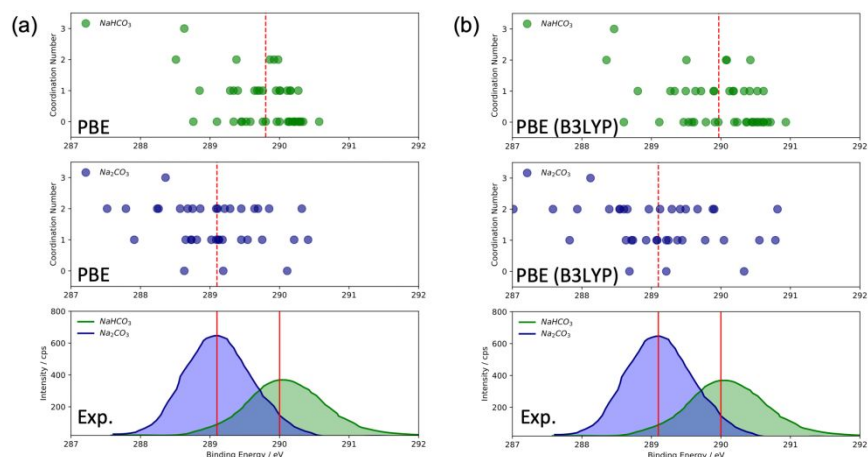 (a)
NaHCO3
3
2
1
0
Coordination Number
PBE
287 288 289 290 291 292
Na2CO3
3
2
1
0
Coordination Number
PBE
287 288 289 290 291 292
NaHCO3
Na2CO3
800
600
400
200
Intensity / cps
Exp.
287 288 289 290 291 292
Binding Energy / eV
(b)
NaHCO3
3
2
1
0
Coordination Number
PBE (B3LYP)
287 288 289 290 291 292
Na2CO3
3
2
1
0
Coordination Number
PBE (B3LYP)
287 288 289 290 291 292
NaHCO3
Na2CO3
800
600
400
200
Intensity / cps
Exp.
287 288 289 290 291 292
Binding Energy / eV